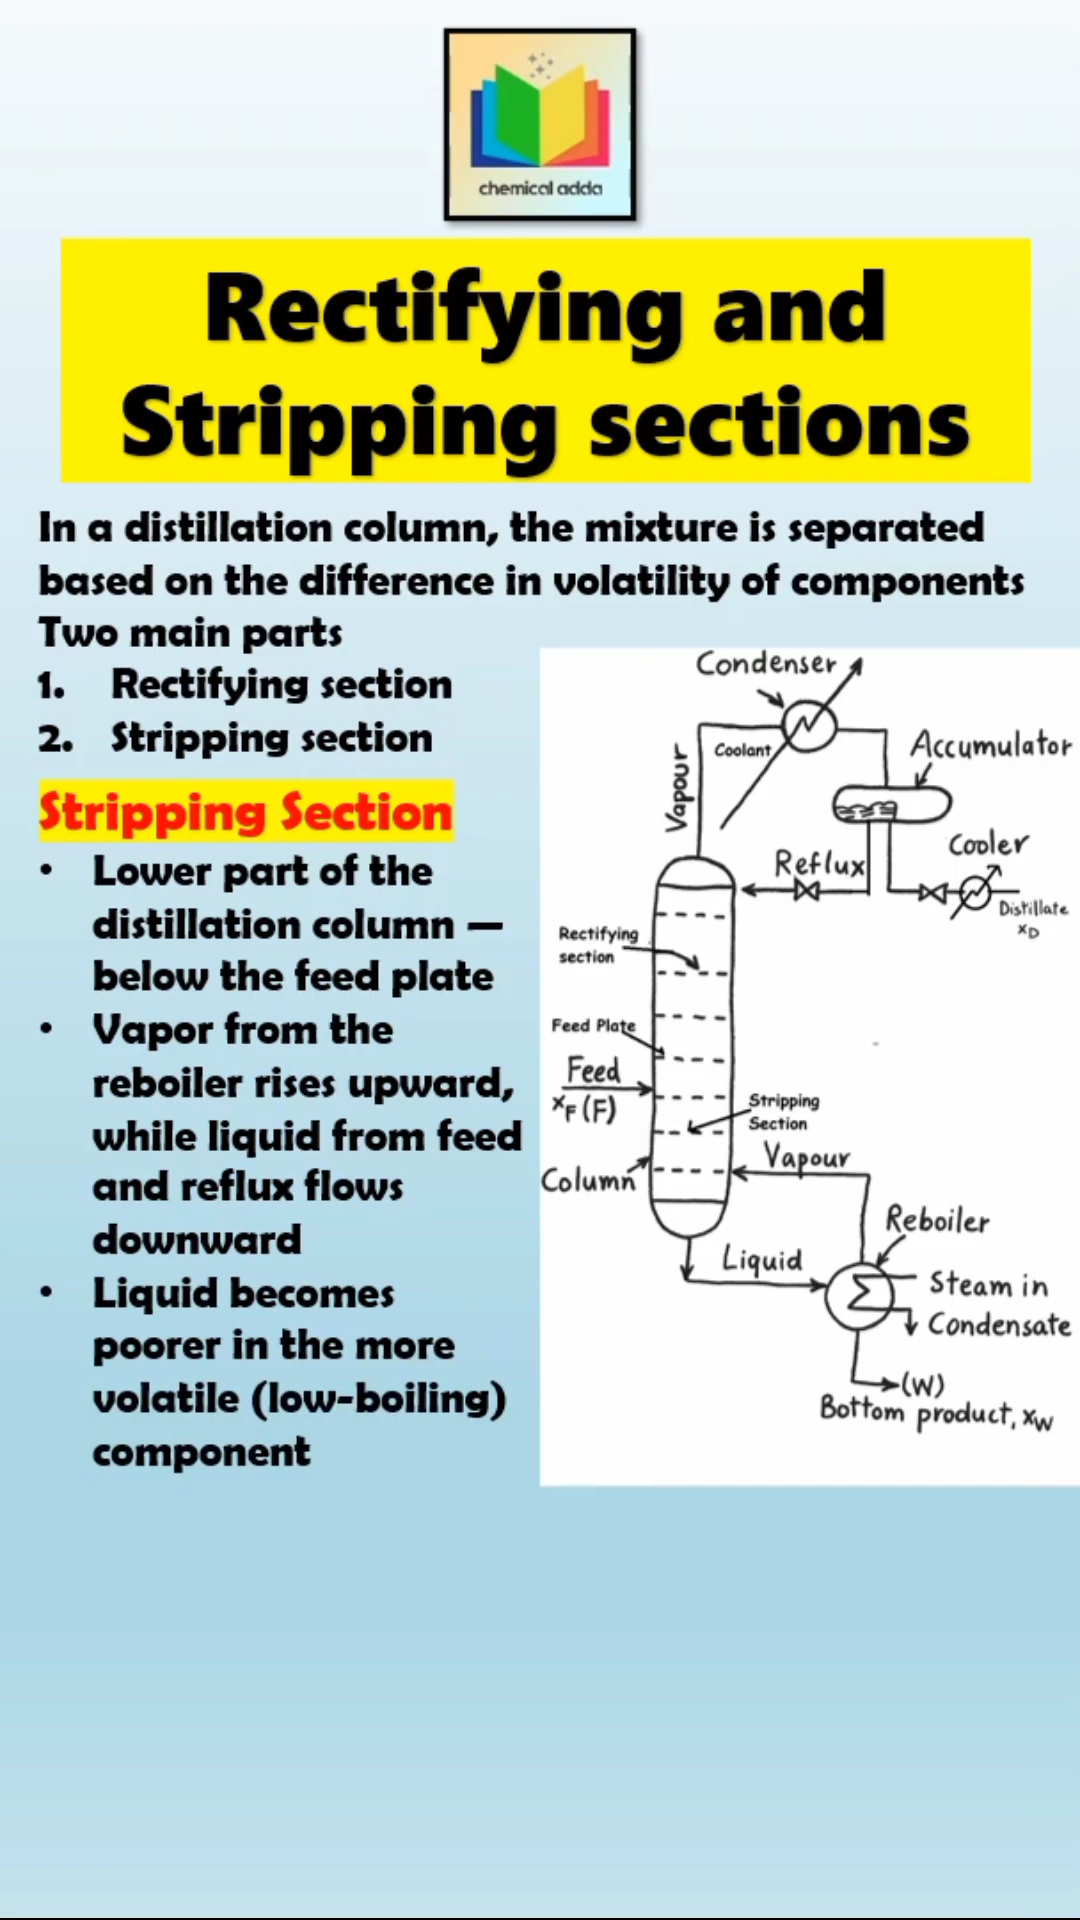 chemical adda
Rectifying and
Stripping sections
In a distillation column, the mixture is separated
based on the difference in volatility of components
Two main parts
1. Rectifying section
2. Stripping section
Stripping Section
• Lower part of the
distillation column —
below the feed plate
• Vapor from the
reboiler rises upward,
while liquid from feed
and reflux flows
downward
• Liquid becomes
poorer in the more
volatile (low-boiling)
component
Condenser
Coolant
Vapour
Accumulator
Reflux
Cooler
Distillate
xD
Rectifying
section
Feed Plate
Feed
xF (F)
Stripping
Section
Column
Vapour
Reboiler
Liquid
Steam in
Condensate
(W)
Bottom product, xw